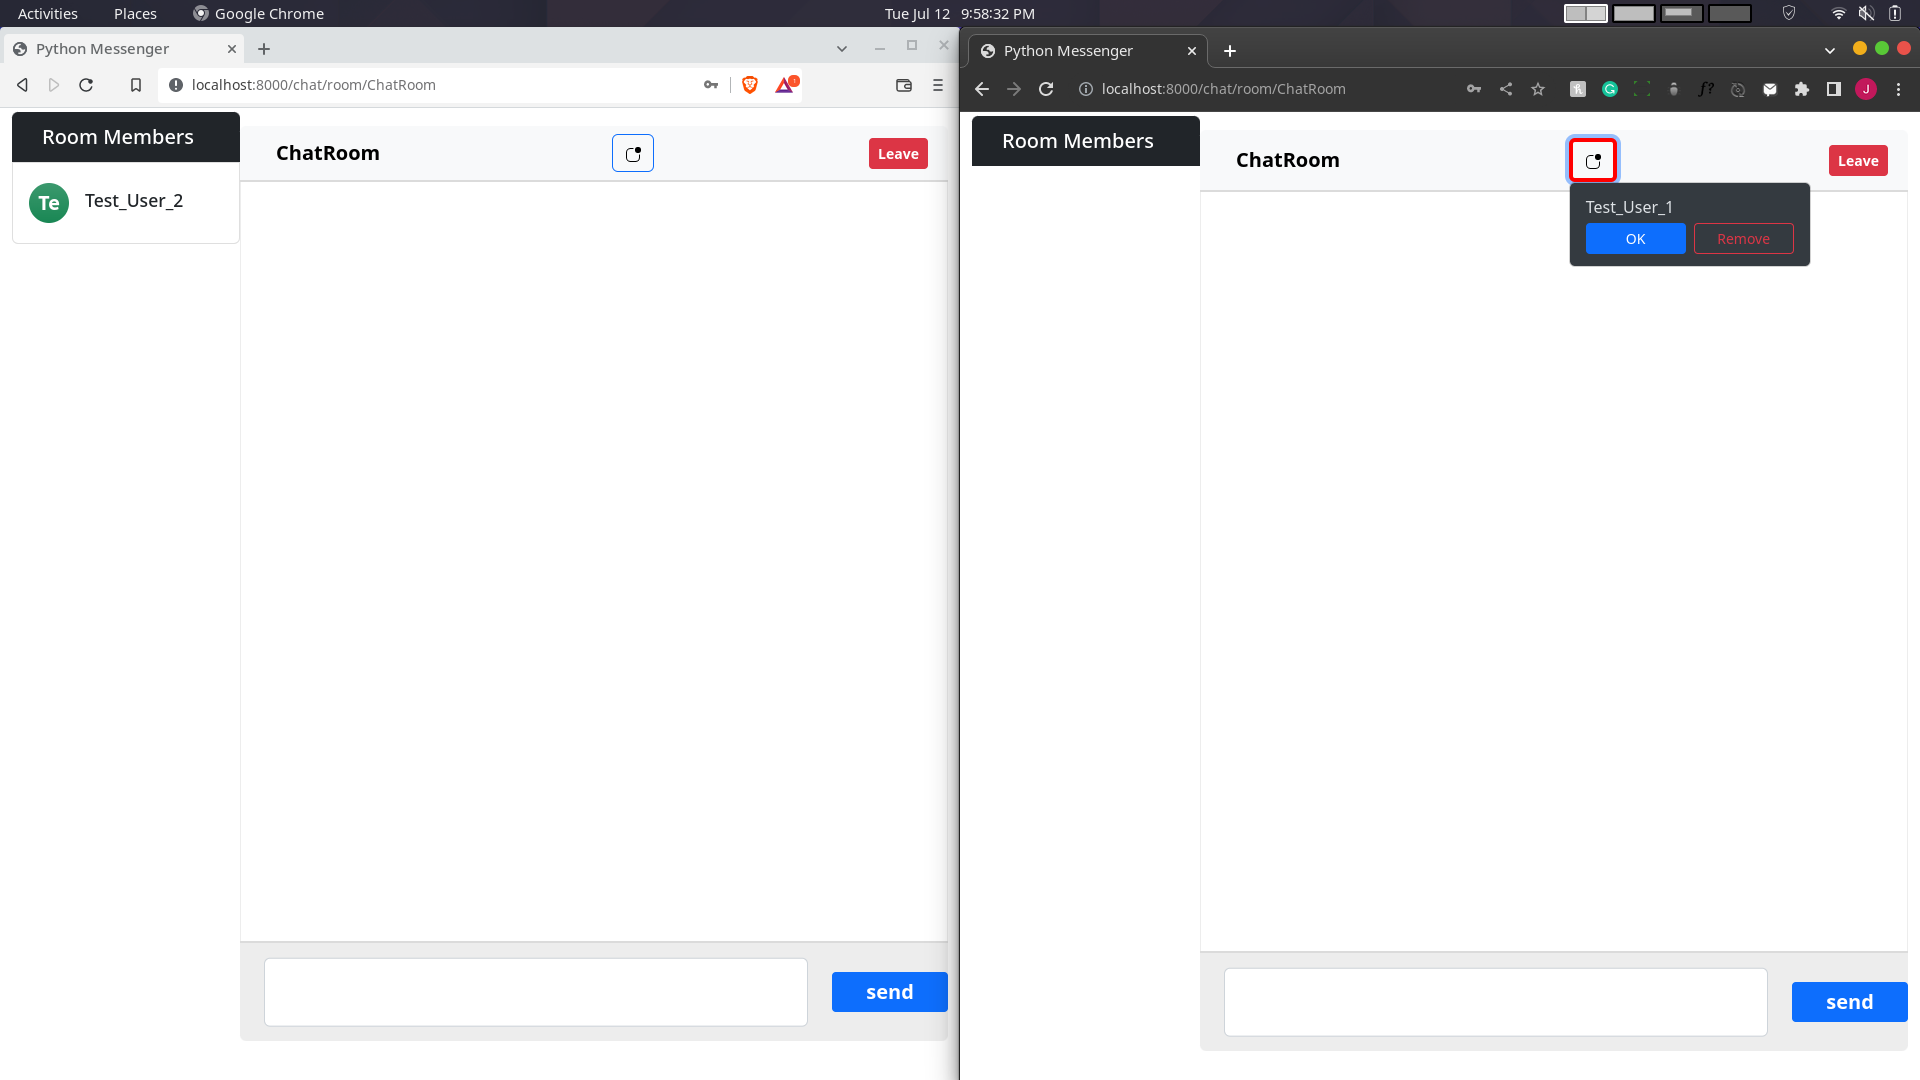 Activities Places Google Chrome Tue Jul 12 9:58:32 PM
Python Messenger
localhost:8000/chat/room/ChatRoom
Room Members
ChatRoom
Leave
Te Test_User_2
send
Python Messenger
localhost:8000/chat/room/ChatRoom
J
Room Members
ChatRoom
Leave
Test_User_1
OK Remove
send